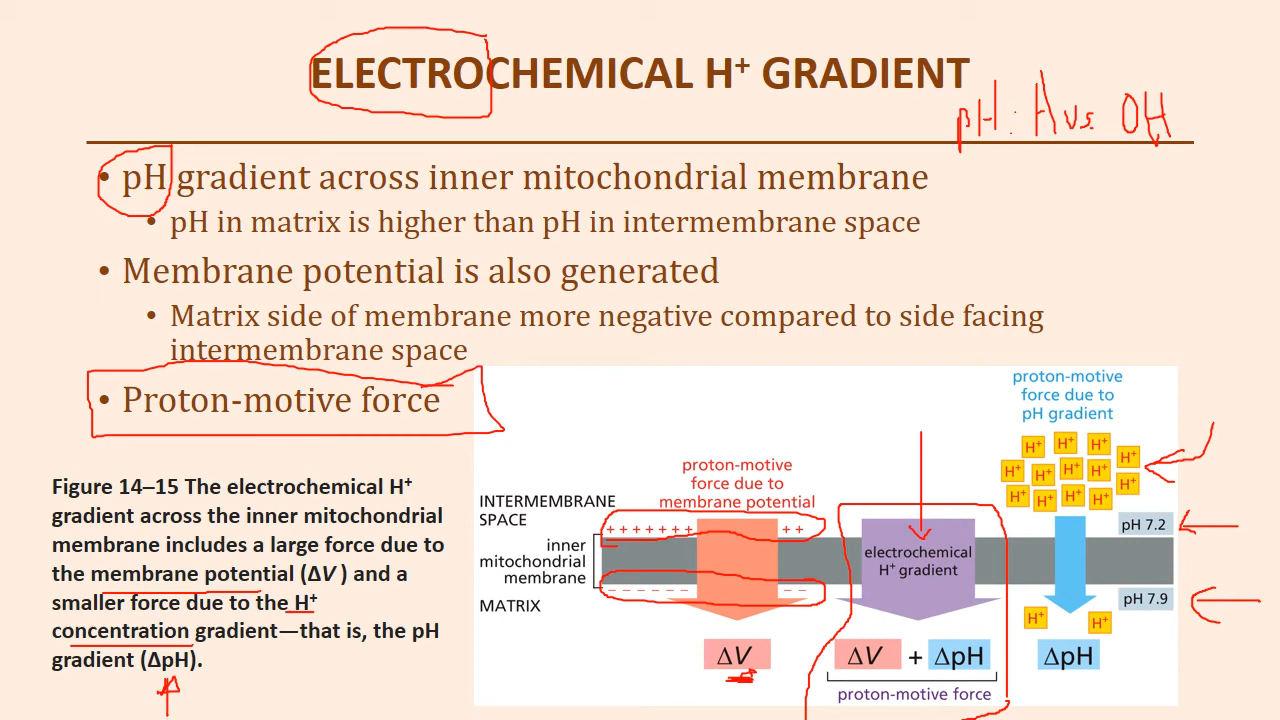 ELECTROCHEMICAL H⁺ GRADIENT
pH: H vs. OH
• pH gradient across inner mitochondrial membrane
• pH in matrix is higher than pH in intermembrane space
• Membrane potential is also generated
• Matrix side of membrane more negative compared to side facing
intermembrane space
• Proton-motive force
Figure 14–15 The electrochemical H⁺
gradient across the inner mitochondrial
membrane includes a large force due to
the membrane potential (ΔV ) and a
smaller force due to the H⁺
concentration gradient—that is, the pH
gradient (ΔpH).
proton-motive
force due to
pH gradient
H⁺ H⁺ H⁺ H⁺
H⁺ H⁺ H⁺ H⁺ H⁺
H⁺ H⁺ H⁺ H⁺
proton-motive
force due to
membrane potential
INTERMEMBRANE
SPACE
+ + + + + + + + +
pH 7.2
inner
mitochondrial
membrane
electrochemical
H⁺ gradient
– – – – – – – – –
MATRIX
pH 7.9
H⁺ H⁺
ΔV
ΔV + ΔpH
ΔpH
proton-motive force